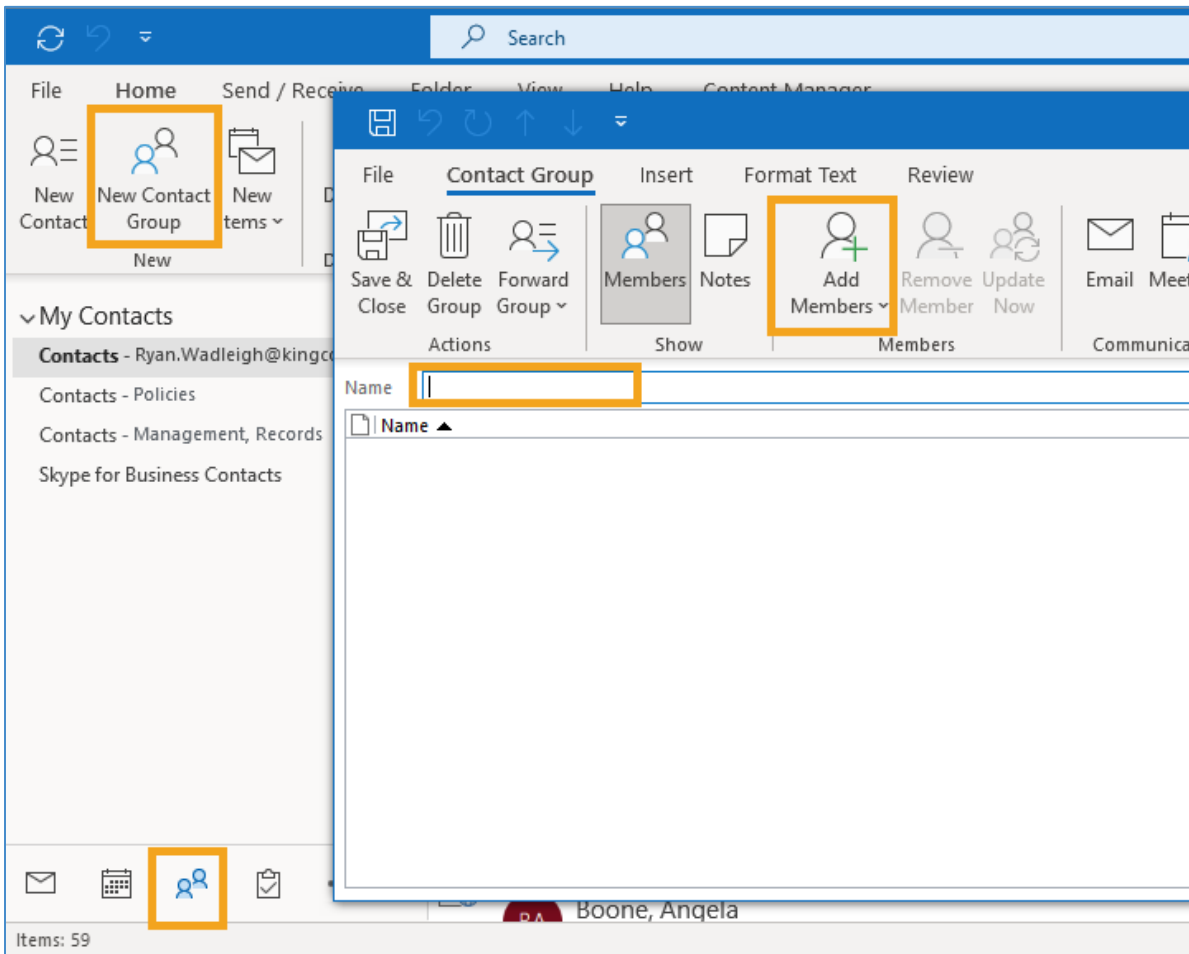 Search
File Home Send / Receive Folder View Help Content Manager
New Contact
New Contact Group
New Items
New
My Contacts
Contacts - Ryan.Wadleigh@kingco
Contacts - Policies
Contacts - Management, Records
Skype for Business Contacts
Items: 59
File Contact Group Insert Format Text Review
Save & Close
Delete Group
Forward Group
Members
Notes
Add Members
Remove Member
Update Now
Email
Meet
Actions Show Members Communica
Name
Name
Boone, Angela